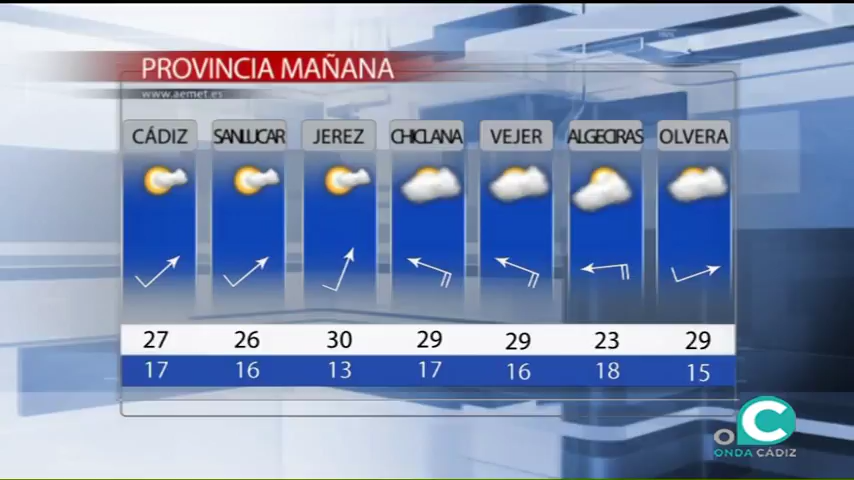 PROVINCIA MAÑANA
www.aemet.es
CÁDIZ SANLUCAR JEREZ CHICLANA VEJER ALGECIRAS OLVERA
27 26 30 29 29 23 29
17 16 13 17 16 18 15
OC
ONDA CÁDIZ